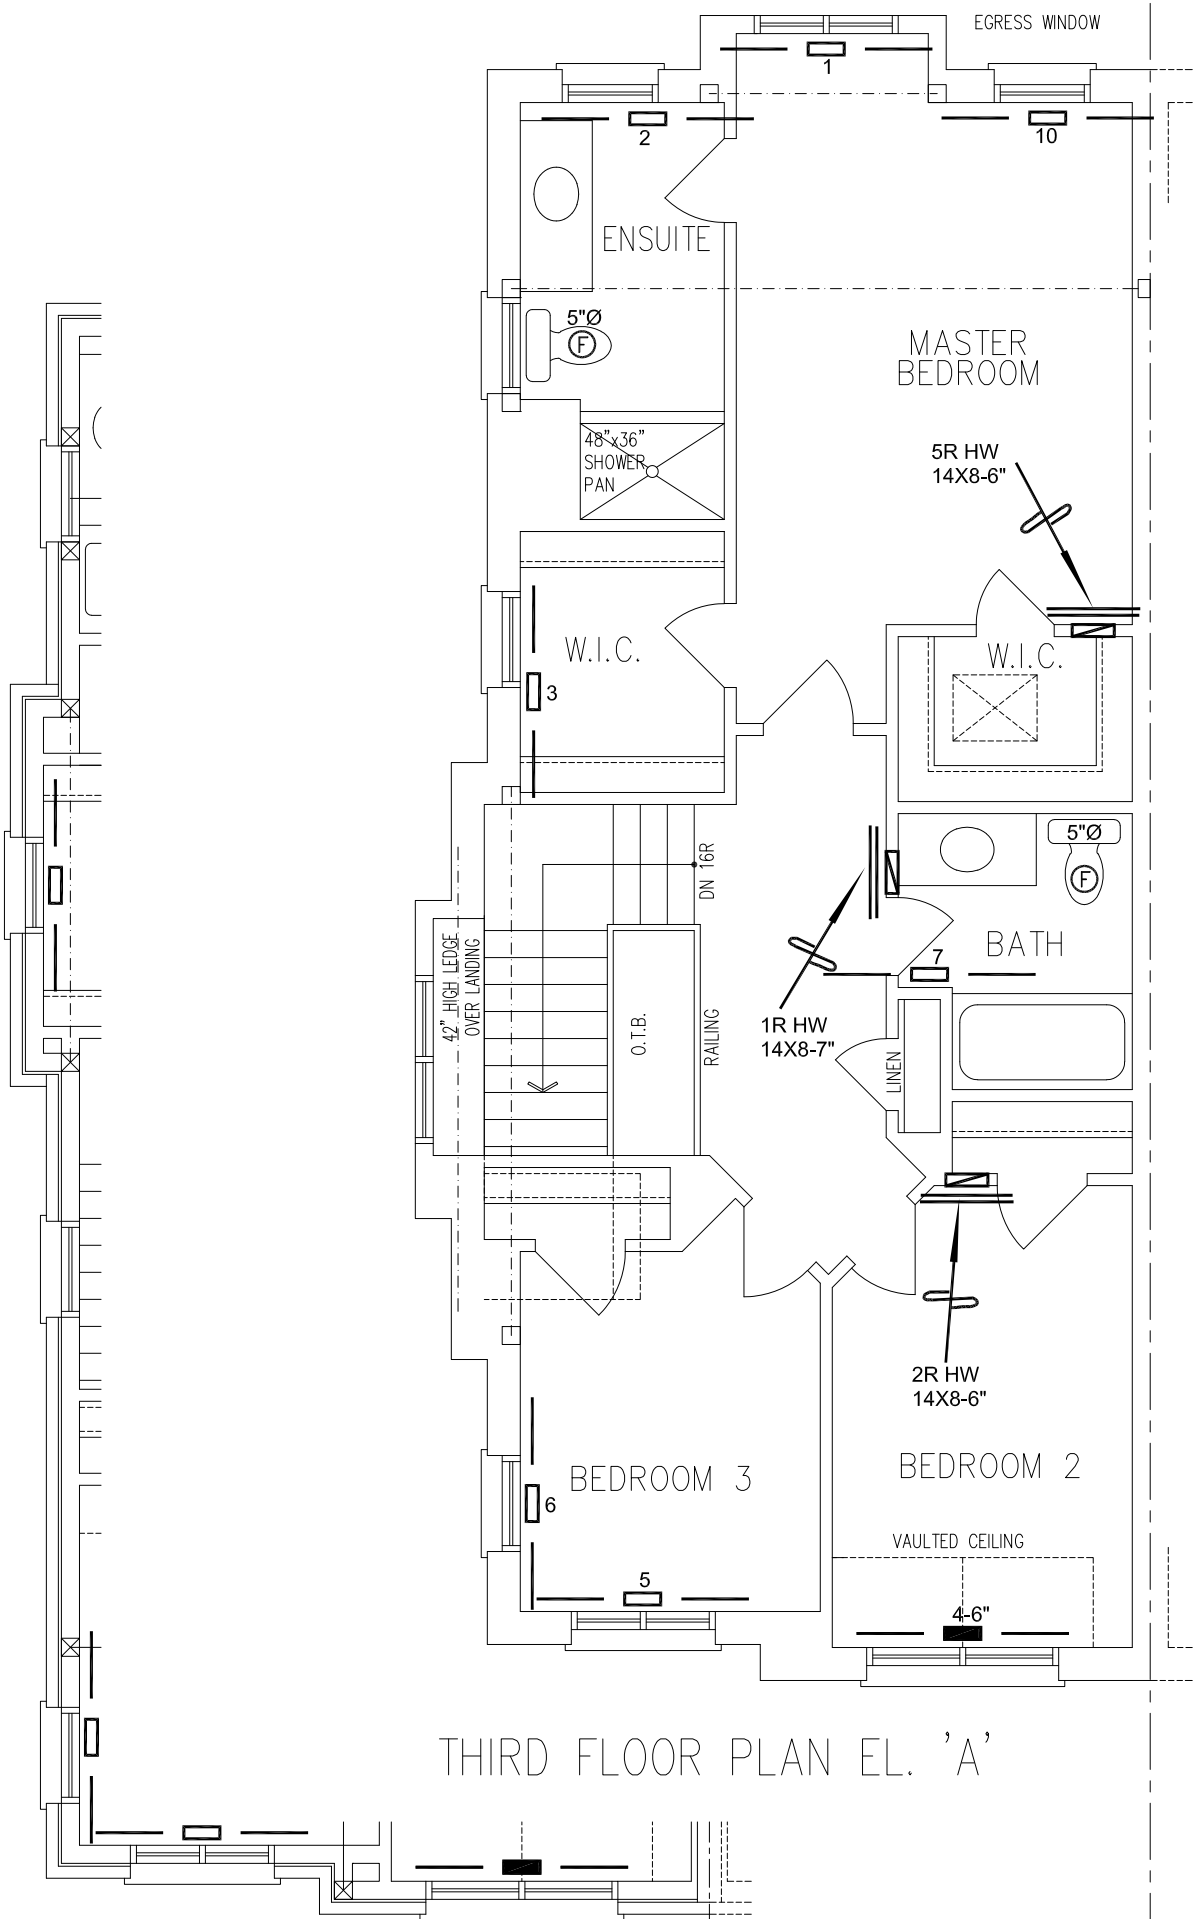 EGRESS WINDOW
1
2
10
ENSUITE
5"Ø
F
MASTER
BEDROOM
48"x36"
SHOWER
PAN
5R HW
14X8-6"
W.I.C.
W.I.C.
3
DN 16R
5"Ø
F
BATH
7
42" HIGH LEDGE
OVER LANDING
O.T.B.
RAILING
1R HW
14X8-7"
LINEN
2R HW
14X8-6"
BEDROOM 3
BEDROOM 2
6
VAULTED CEILING
5
4-6"
THIRD FLOOR PLAN EL. 'A'